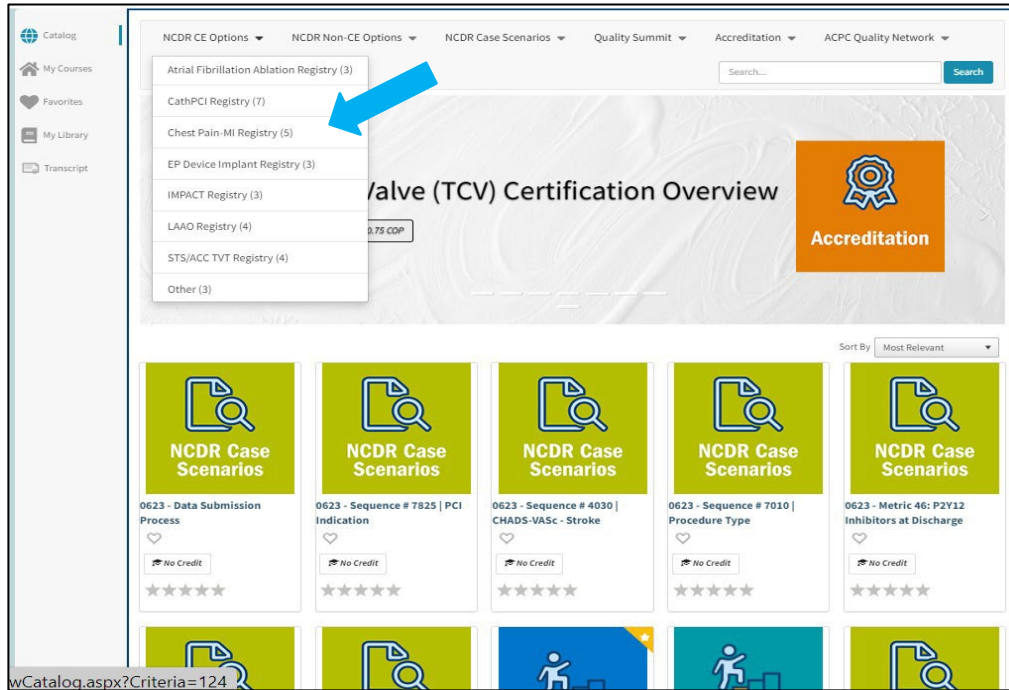 Catalog
My Courses
Favorites
My Library
Transcript
NCDR CE Options NCDR Non-CE Options NCDR Case Scenarios Quality Summit Accreditation ACPC Quality Network
Search... Search
Atrial Fibrillation Ablation Registry (3)
CathPCI Registry (7)
Chest Pain-MI Registry (5)
EP Device Implant Registry (3)
IMPACT Registry (3)
LAAO Registry (4)
STS/ACC TVT Registry (4)
Other (3)
Valve (TCV) Certification Overview
0.75 COP
Accreditation
Sort By Most Relevant
NCDR Case
Scenarios
0623 - Data Submission
Process
No Credit
NCDR Case
Scenarios
0623 - Sequence # 7825 | PCI
Indication
No Credit
NCDR Case
Scenarios
0623 - Sequence # 4030 |
CHADS-VASc - Stroke
No Credit
NCDR Case
Scenarios
0623 - Sequence # 7010 |
Procedure Type
No Credit
NCDR Case
Scenarios
0623 - Metric 46: P2Y12
Inhibitors at Discharge
No Credit
wCatalog.aspx?Criteria=124